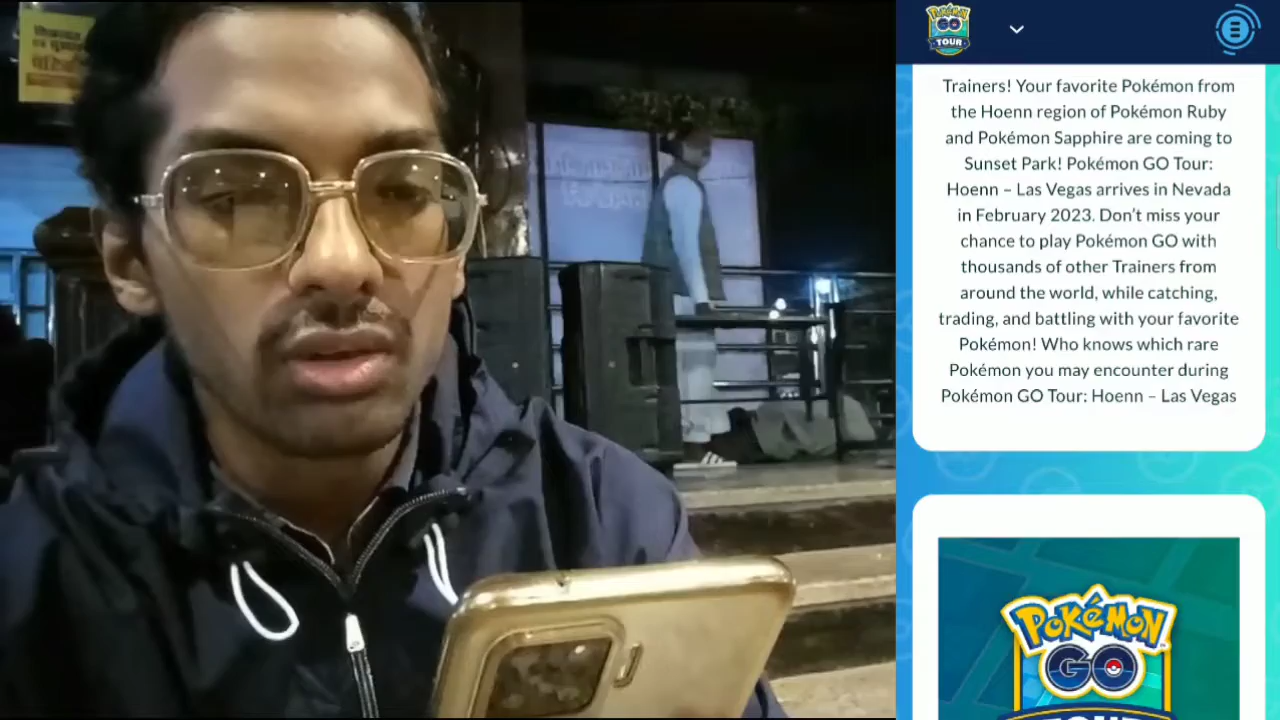 POKÉMON
GO
TOUR
Trainers! Your favorite Pokémon from
the Hoenn region of Pokémon Ruby
and Pokémon Sapphire are coming to
Sunset Park! Pokémon GO Tour:
Hoenn – Las Vegas arrives in Nevada
in February 2023. Don’t miss your
chance to play Pokémon GO with
thousands of other Trainers from
around the world, while catching,
trading, and battling with your favorite
Pokémon! Who knows which rare
Pokémon you may encounter during
Pokémon GO Tour: Hoenn – Las Vegas
POKÉMON
GO
TOUR